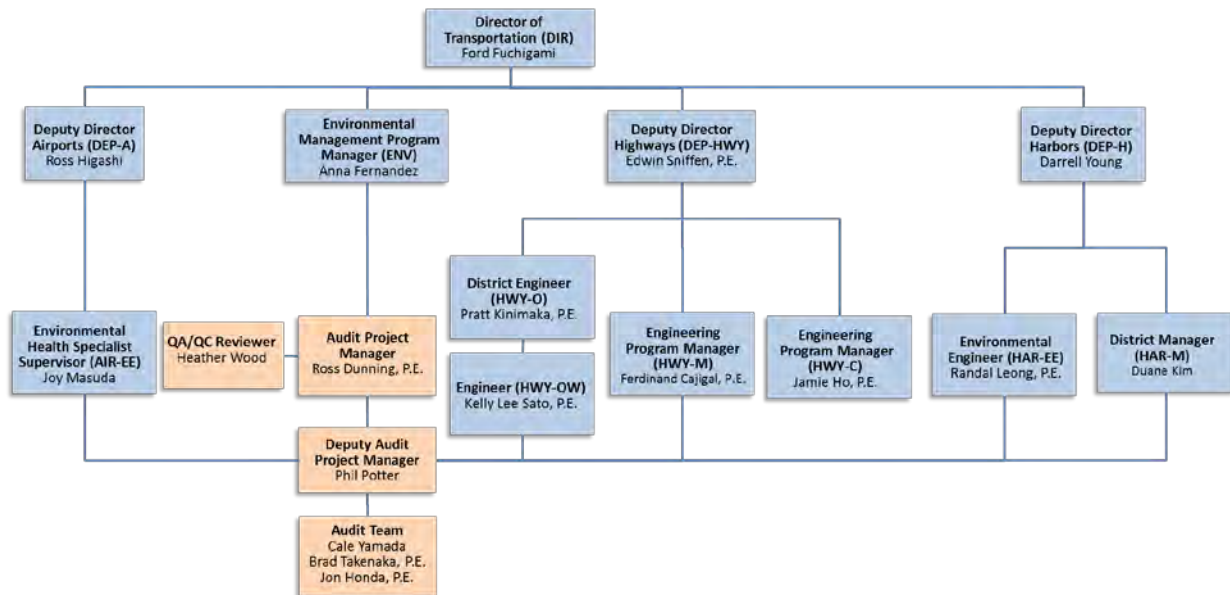 Director of
Transportation (DIR)
Ford Fuchigami
Deputy Director
Airports (DEP-A)
Ross Higashi
Environmental
Management Program
Manager (ENV)
Anna Fernandez
Deputy Director
Highways (DEP-HWY)
Edwin Sniffen, P.E.
Deputy Director
Harbors (DEP-H)
Darrell Young
District Engineer
(HWY-O)
Pratt Kinimaka, P.E.
Environmental
Health Specialist
Supervisor (AIR-EE)
Joy Masuda
QA/QC Reviewer
Heather Wood
Audit Project
Manager
Ross Dunning, P.E.
Engineer (HWY-OW)
Kelly Lee Sato, P.E.
Engineering
Program Manager
(HWY-M)
Ferdinand Cajigal, P.E.
Engineering
Program Manager
(HWY-C)
Jamie Ho, P.E.
Environmental
Engineer (HAR-EE)
Randal Leong, P.E.
District Manager
(HAR-M)
Duane Kim
Deputy Audit
Project Manager
Phil Potter
Audit Team
Cale Yamada
Brad Takenaka, P.E.
Jon Honda, P.E.